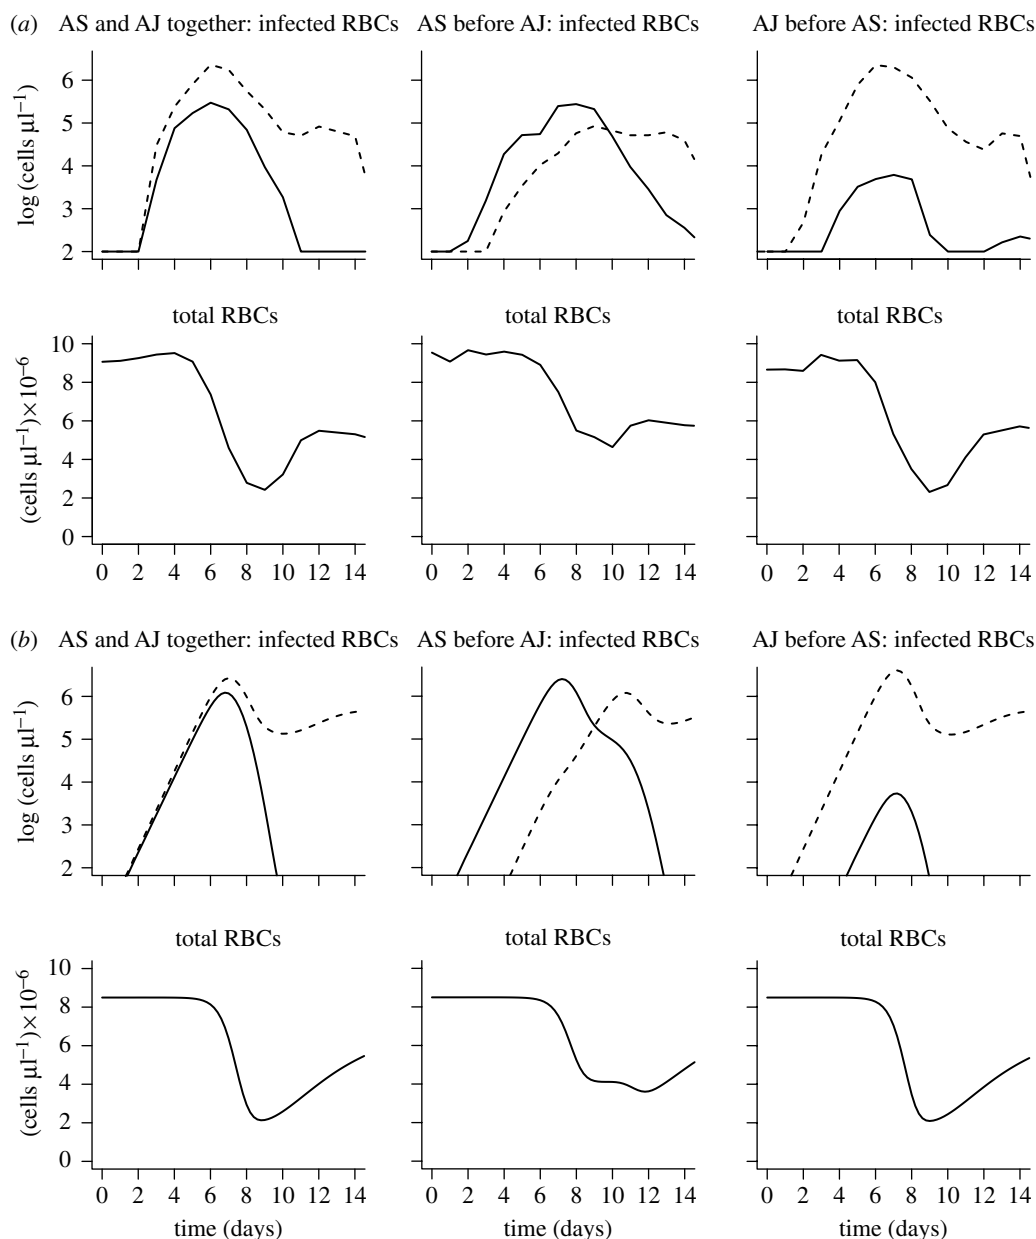 (a) AS and AJ together: infected RBCs AS before AJ: infected RBCs AJ before AS: infected RBCs
log (cells µl⁻¹)
6
5
4
3
2
total RBCs total RBCs total RBCs
(cells µl⁻¹)×10⁻⁶
10
8
6
4
2
0
0 2 4 6 8 10 12 14 0 2 4 6 8 10 12 14 0 2 4 6 8 10 12 14
(b) AS and AJ together: infected RBCs AS before AJ: infected RBCs AJ before AS: infected RBCs
log (cells µl⁻¹)
6
5
4
3
2
total RBCs total RBCs total RBCs
(cells µl⁻¹)×10⁻⁶
10
8
6
4
2
0
0 2 4 6 8 10 12 14 0 2 4 6 8 10 12 14 0 2 4 6 8 10 12 14
time (days) time (days) time (days)